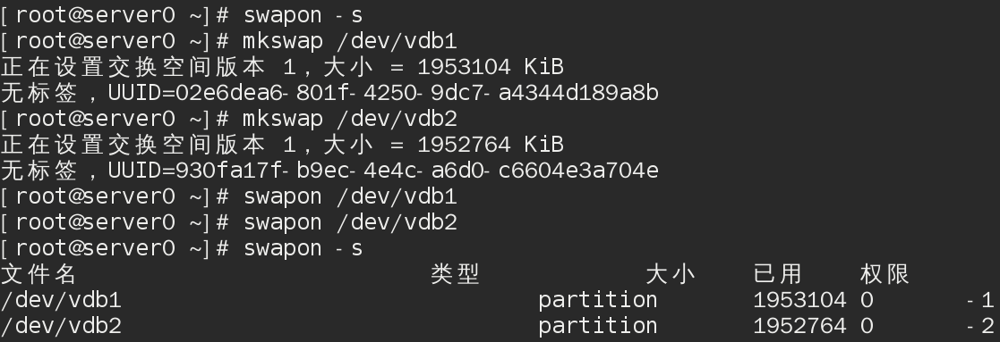 [root@server0 ~]# swapon -s
[root@server0 ~]# mkswap /dev/vdb1
正在设置交换空间版本 1，大小 = 1953104 KiB
无标签，UUID=02e6dea6-801f-4250-9dc7-a4344d189a8b
[root@server0 ~]# mkswap /dev/vdb2
正在设置交换空间版本 1，大小 = 1952764 KiB
无标签，UUID=930fa17f-b9ec-4e4c-a6d0-c6604e3a704e
[root@server0 ~]# swapon /dev/vdb1
[root@server0 ~]# swapon /dev/vdb2
[root@server0 ~]# swapon -s
文件名 类型 大小 已用 权限
/dev/vdb1 partition 1953104 0 -1
/dev/vdb2 partition 1952764 0 -2